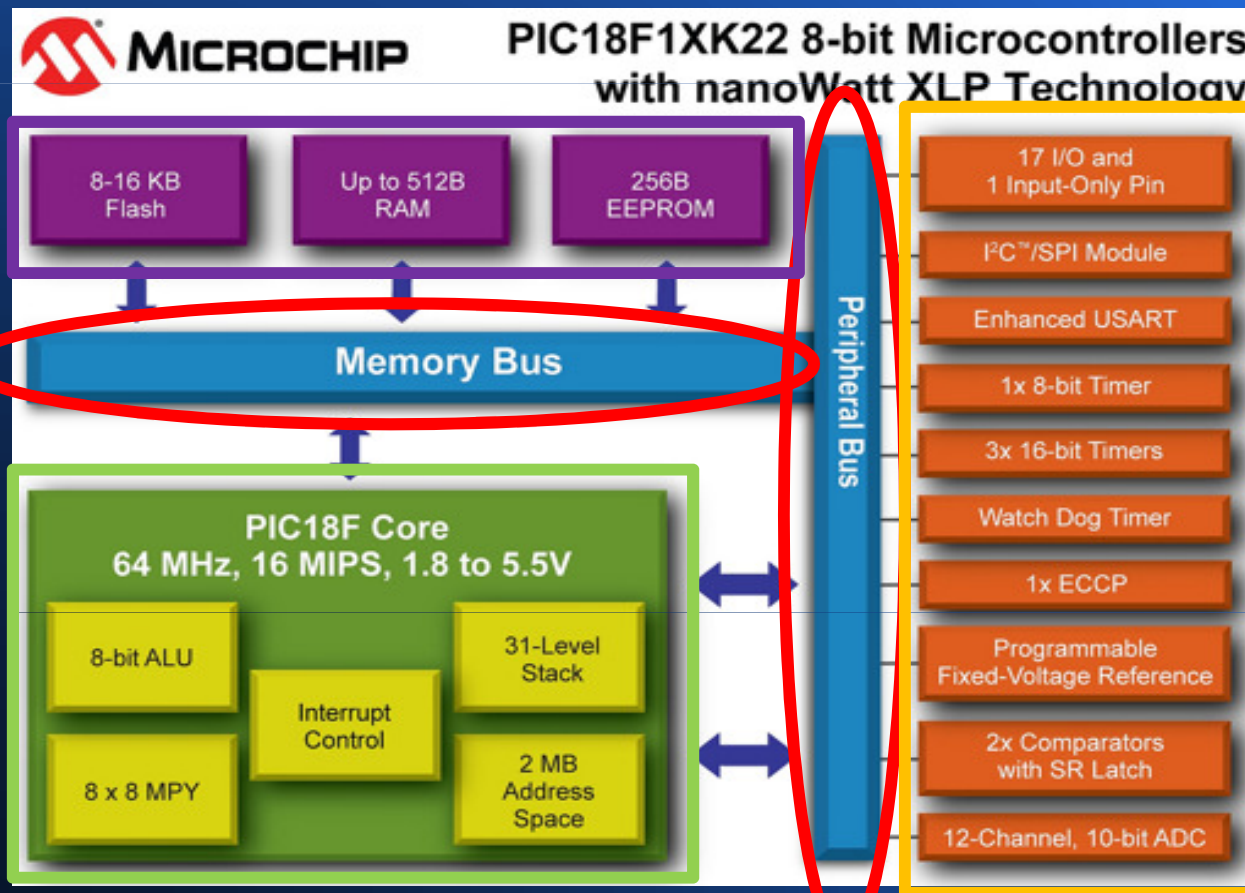 MICROCHIP
PIC18F1XK22 8-bit Microcontrollers
with nanoWatt XLP Technology
8-16 KB
Flash
Up to 512B
RAM
256B
EEPROM
Memory Bus
Peripheral Bus
PIC18F Core
64 MHz, 16 MIPS, 1.8 to 5.5V
8-bit ALU
8 x 8 MPY
Interrupt
Control
31-Level
Stack
2 MB
Address
Space
17 I/O and
1 Input-Only Pin
I²C™/SPI Module
Enhanced USART
1x 8-bit Timer
3x 16-bit Timers
Watch Dog Timer
1x ECCP
Programmable
Fixed-Voltage Reference
2x Comparators
with SR Latch
12-Channel, 10-bit ADC